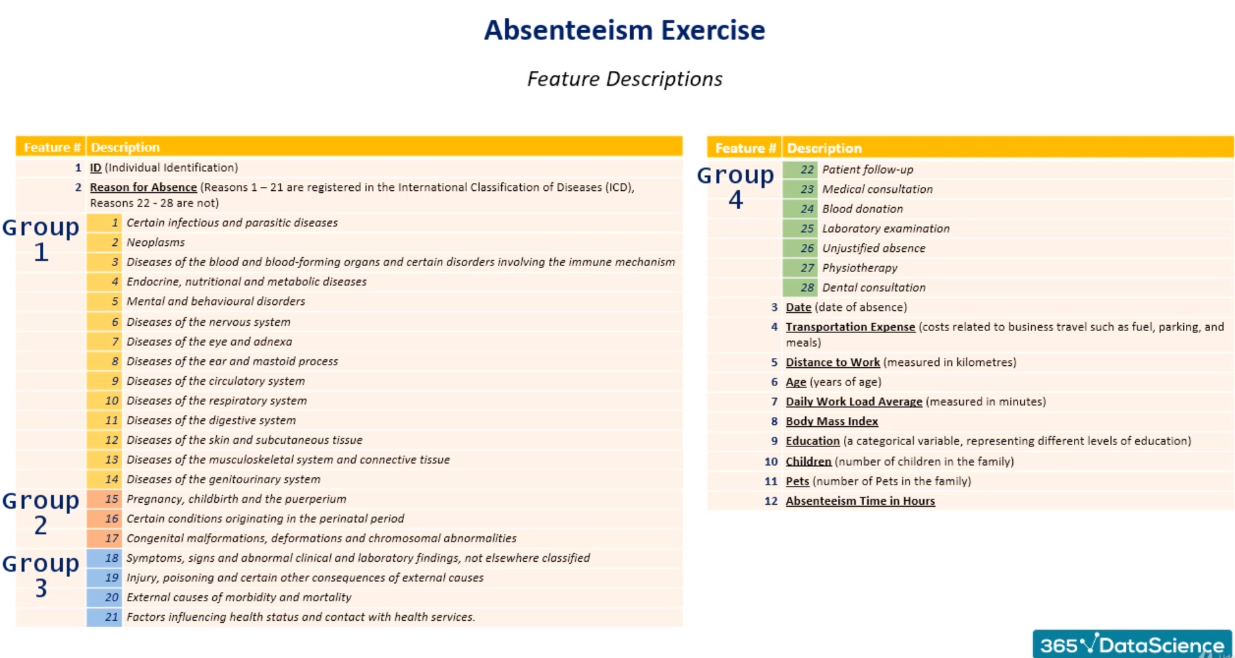 Absenteeism Exercise
Feature Descriptions
Feature # Description
1 ID (Individual Identification)
2 Reason for Absence (Reasons 1 – 21 are registered in the International Classification of Diseases (ICD),
Reasons 22 - 28 are not)
Group
1
1 Certain infectious and parasitic diseases
2 Neoplasms
3 Diseases of the blood and blood-forming organs and certain disorders involving the immune mechanism
4 Endocrine, nutritional and metabolic diseases
5 Mental and behavioural disorders
6 Diseases of the nervous system
7 Diseases of the eye and adnexa
8 Diseases of the ear and mastoid process
9 Diseases of the circulatory system
10 Diseases of the respiratory system
11 Diseases of the digestive system
12 Diseases of the skin and subcutaneous tissue
13 Diseases of the musculoskeletal system and connective tissue
14 Diseases of the genitourinary system
Group
2
15 Pregnancy, childbirth and the puerperium
16 Certain conditions originating in the perinatal period
17 Congenital malformations, deformations and chromosomal abnormalities
Group
3
18 Symptoms, signs and abnormal clinical and laboratory findings, not elsewhere classified
19 Injury, poisoning and certain other consequences of external causes
20 External causes of morbidity and mortality
21 Factors influencing health status and contact with health services.
Feature # Description
Group
4
22 Patient follow-up
23 Medical consultation
24 Blood donation
25 Laboratory examination
26 Unjustified absence
27 Physiotherapy
28 Dental consultation
3 Date (date of absence)
4 Transportation Expense (costs related to business travel such as fuel, parking, and
meals)
5 Distance to Work (measured in kilometres)
6 Age (years of age)
7 Daily Work Load Average (measured in minutes)
8 Body Mass Index
9 Education (a categorical variable, representing different levels of education)
10 Children (number of children in the family)
11 Pets (number of Pets in the family)
12 Absenteeism Time in Hours
365 DataScience